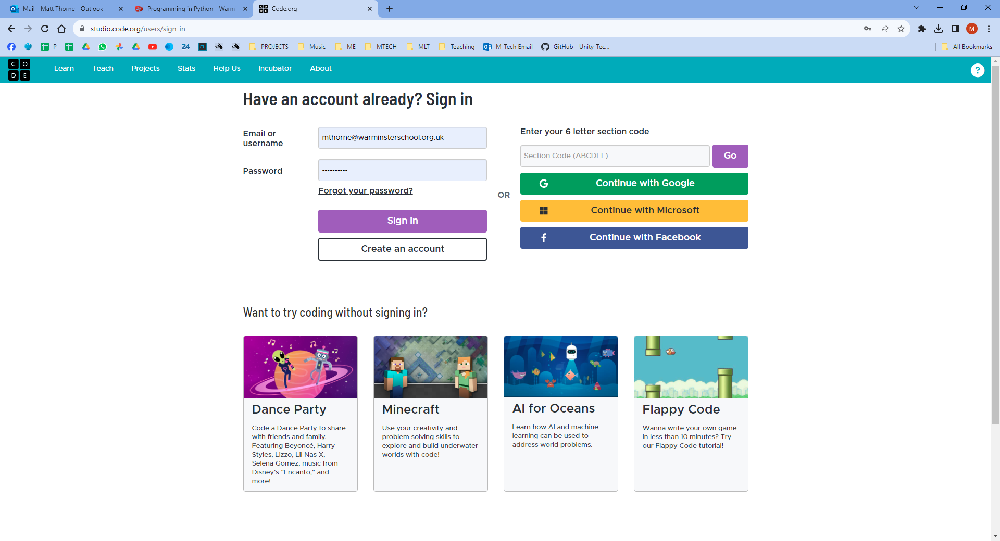 Mail - Matt Thorne - Outlook
Programming in Python - Warmi
Code.org
studio.code.org/users/sign_in
M
P
24
FL
PROJECTS
Music
ME
MTECH
MLT
Teaching
M-Tech Email
GitHub - Unity-Tec...
All Bookmarks
C O
D E
Learn
Teach
Projects
Stats
Help Us
Incubator
About
?
Have an account already? Sign in
Email or
username
mthorne@warminsterschool.org.uk
Password
••••••••••
Forgot your password?
Sign in
Create an account
OR
Enter your 6 letter section code
Section Code (ABCDEF)
Go
G
Continue with Google
Continue with Microsoft
f
Continue with Facebook
Want to try coding without signing in?
Dance Party
Code a Dance Party to share
with friends and family.
Featuring Beyoncé, Harry
Styles, Lizzo, Lil Nas X,
Selena Gomez, music from
Disney's "Encanto," and
more!
Minecraft
Use your creativity and
problem solving skills to
explore and build underwater
worlds with code!
AI for Oceans
Learn how AI and machine
learning can be used to
address world problems.
Flappy Code
Wanna write your own game
in less than 10 minutes? Try
our Flappy Code tutorial!